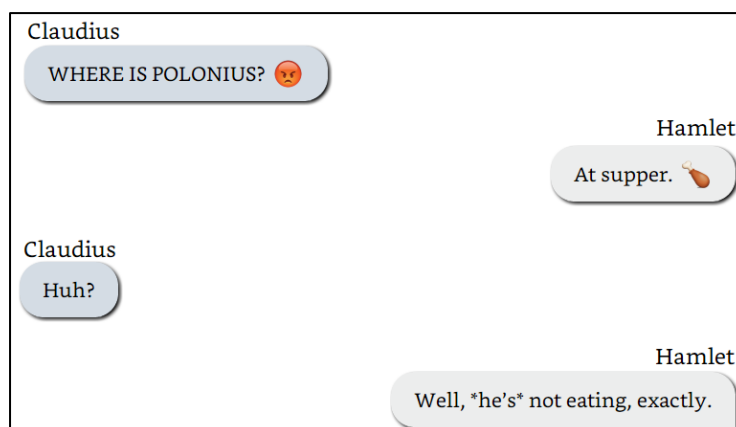 Claudius
WHERE IS POLONIUS? 😡
Hamlet
At supper. 🍗
Claudius
Huh?
Hamlet
Well, *he's* not eating, exactly.